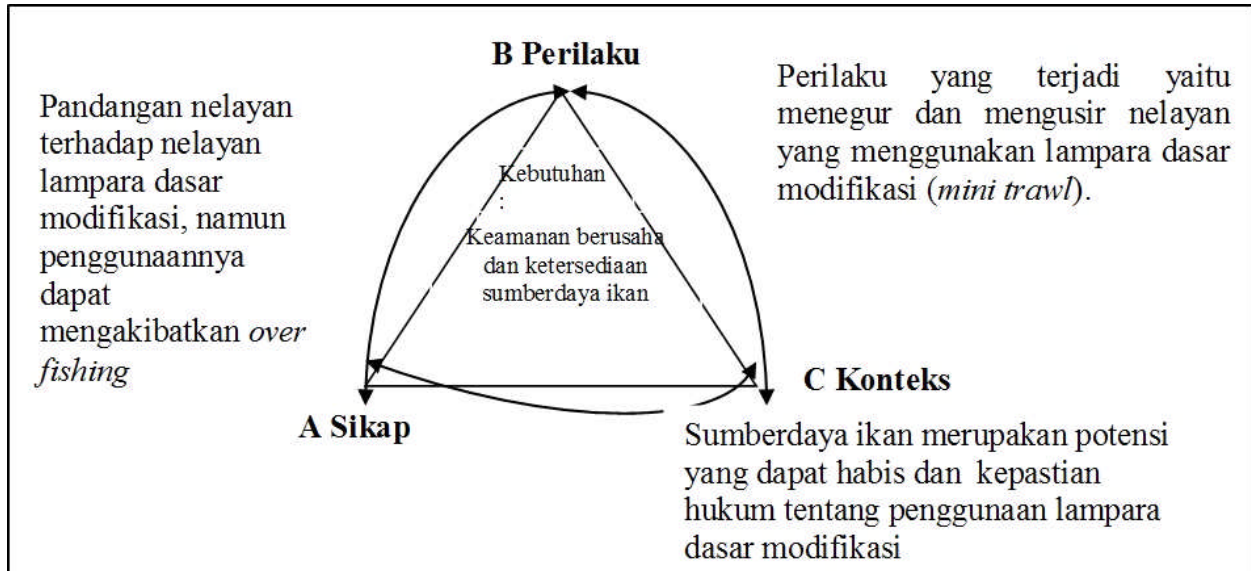 B Perilaku
Pandangan nelayan
terhadap nelayan
lampara dasar
modifikasi, namun
penggunaannya
dapat
mengakibatkan over
fishing
Perilaku yang terjadi yaitu
menegur dan mengusir nelayan
yang menggunakan lampara dasar
modifikasi (mini trawl).
Kebutuhan
:
Keamanan berusaha
dan ketersediaan
sumberdaya ikan
A Sikap
C Konteks
Sumberdaya ikan merupakan potensi
yang dapat habis dan kepastian
hukum tentang penggunaan lampara
dasar modifikasi